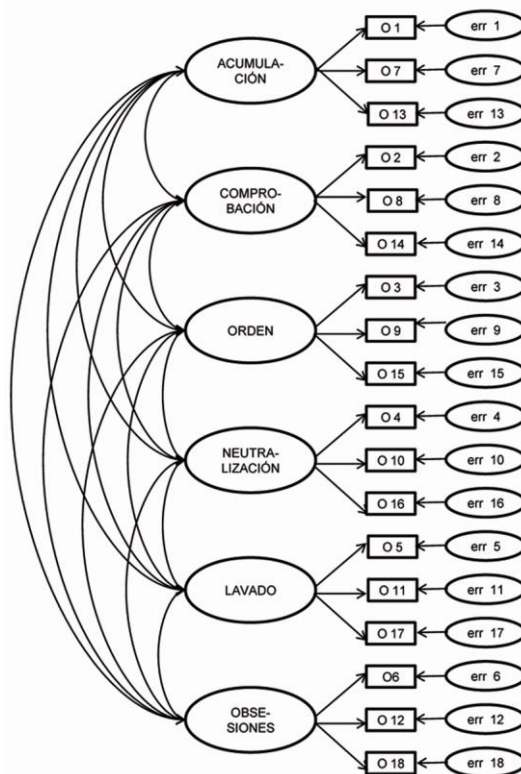 O 1 err 1
ACUMULA-
CIÓN
O 7 err 7
O 13 err 13
O 2 err 2
COMPRO-
BACIÓN
O 8 err 8
O 14 err 14
O 3 err 3
ORDEN
O 9 err 9
O 15 err 15
O 4 err 4
NEUTRA-
LIZACIÓN
O 10 err 10
O 16 err 16
O 5 err 5
LAVADO
O 11 err 11
O 17 err 17
O6 err 6
OBSE-
SIONES
O 12 err 12
O 18 err 18